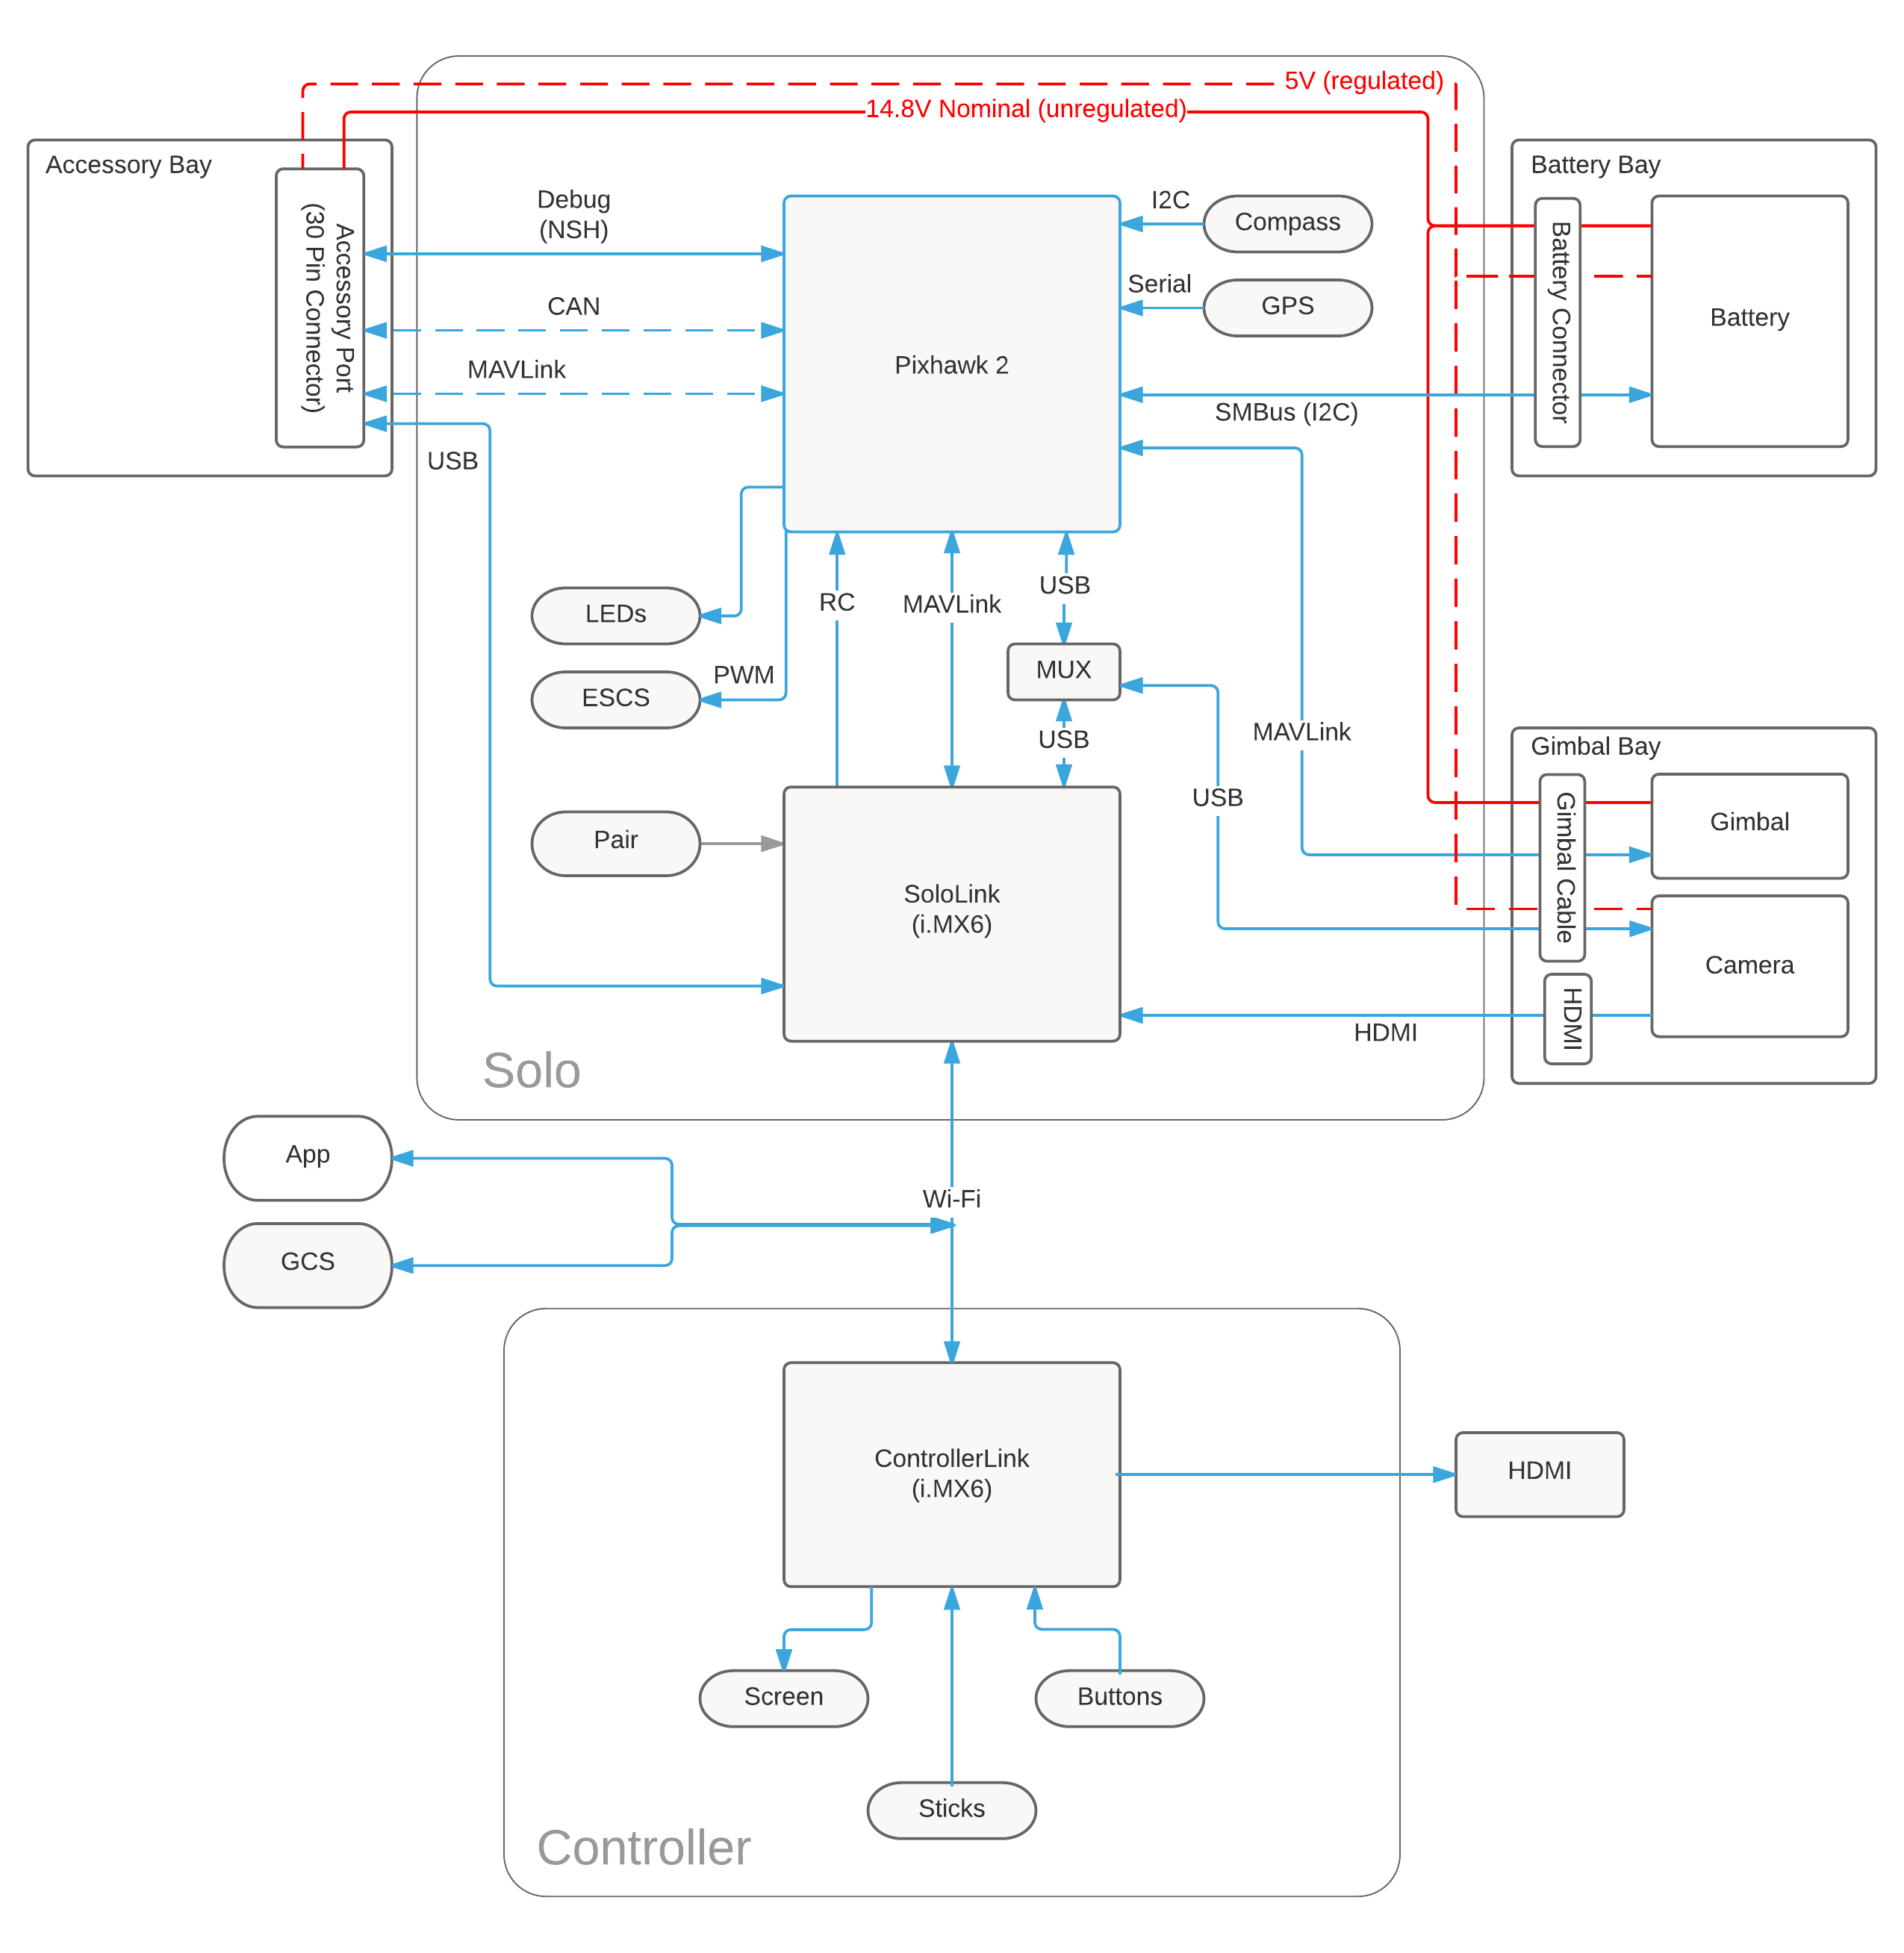 5V (regulated)
14.8V Nominal (unregulated)
Accessory Bay
Accessory Port
(30 Pin Connector)
Debug
(NSH)
CAN
MAVLink
USB
Pixhawk 2
I2C
Compass
Serial
GPS
SMBus (I2C)
Battery Bay
Battery Connector
Battery
LEDs
ESCS
PWM
RC
MAVLink
USB
MUX
USB
MAVLink
USB
Gimbal Bay
Gimbal Cable
Gimbal
Camera
HDMI
HDMI
Pair
SoloLink
(i.MX6)
Solo
App
GCS
Wi-Fi
ControllerLink
(i.MX6)
HDMI
Screen
Buttons
Sticks
Controller